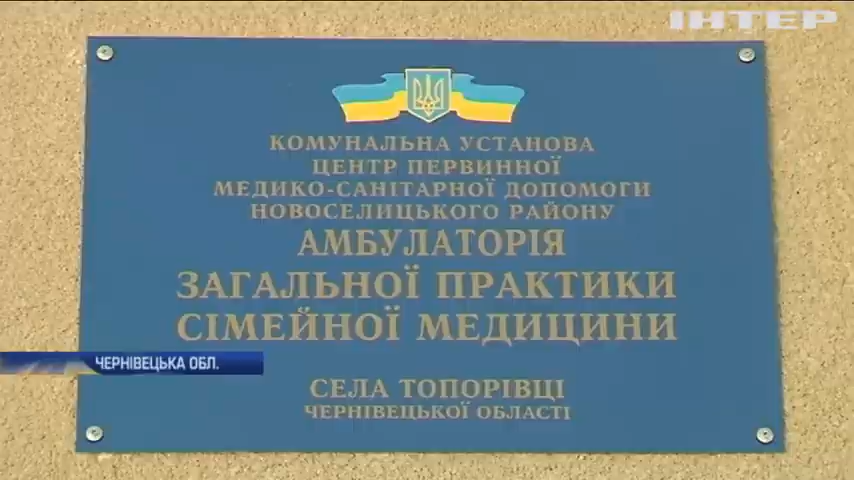 ІНТЕР
КОМУНАЛЬНА УСТАНОВА
ЦЕНТР ПЕРВИННОЇ
МЕДИКО-САНІТАРНОЇ ДОПОМОГИ
НОВОСЕЛИЦЬКОГО РАЙОНУ
АМБУЛАТОРІЯ
ЗАГАЛЬНОЇ ПРАКТИКИ
СІМЕЙНОЇ МЕДИЦИНИ
ЧЕРНІВЕЦЬКА ОБЛ.
СЕЛА ТОПОРІВЦІ
ЧЕРНІВЕЦЬКОЇ ОБЛАСТІ